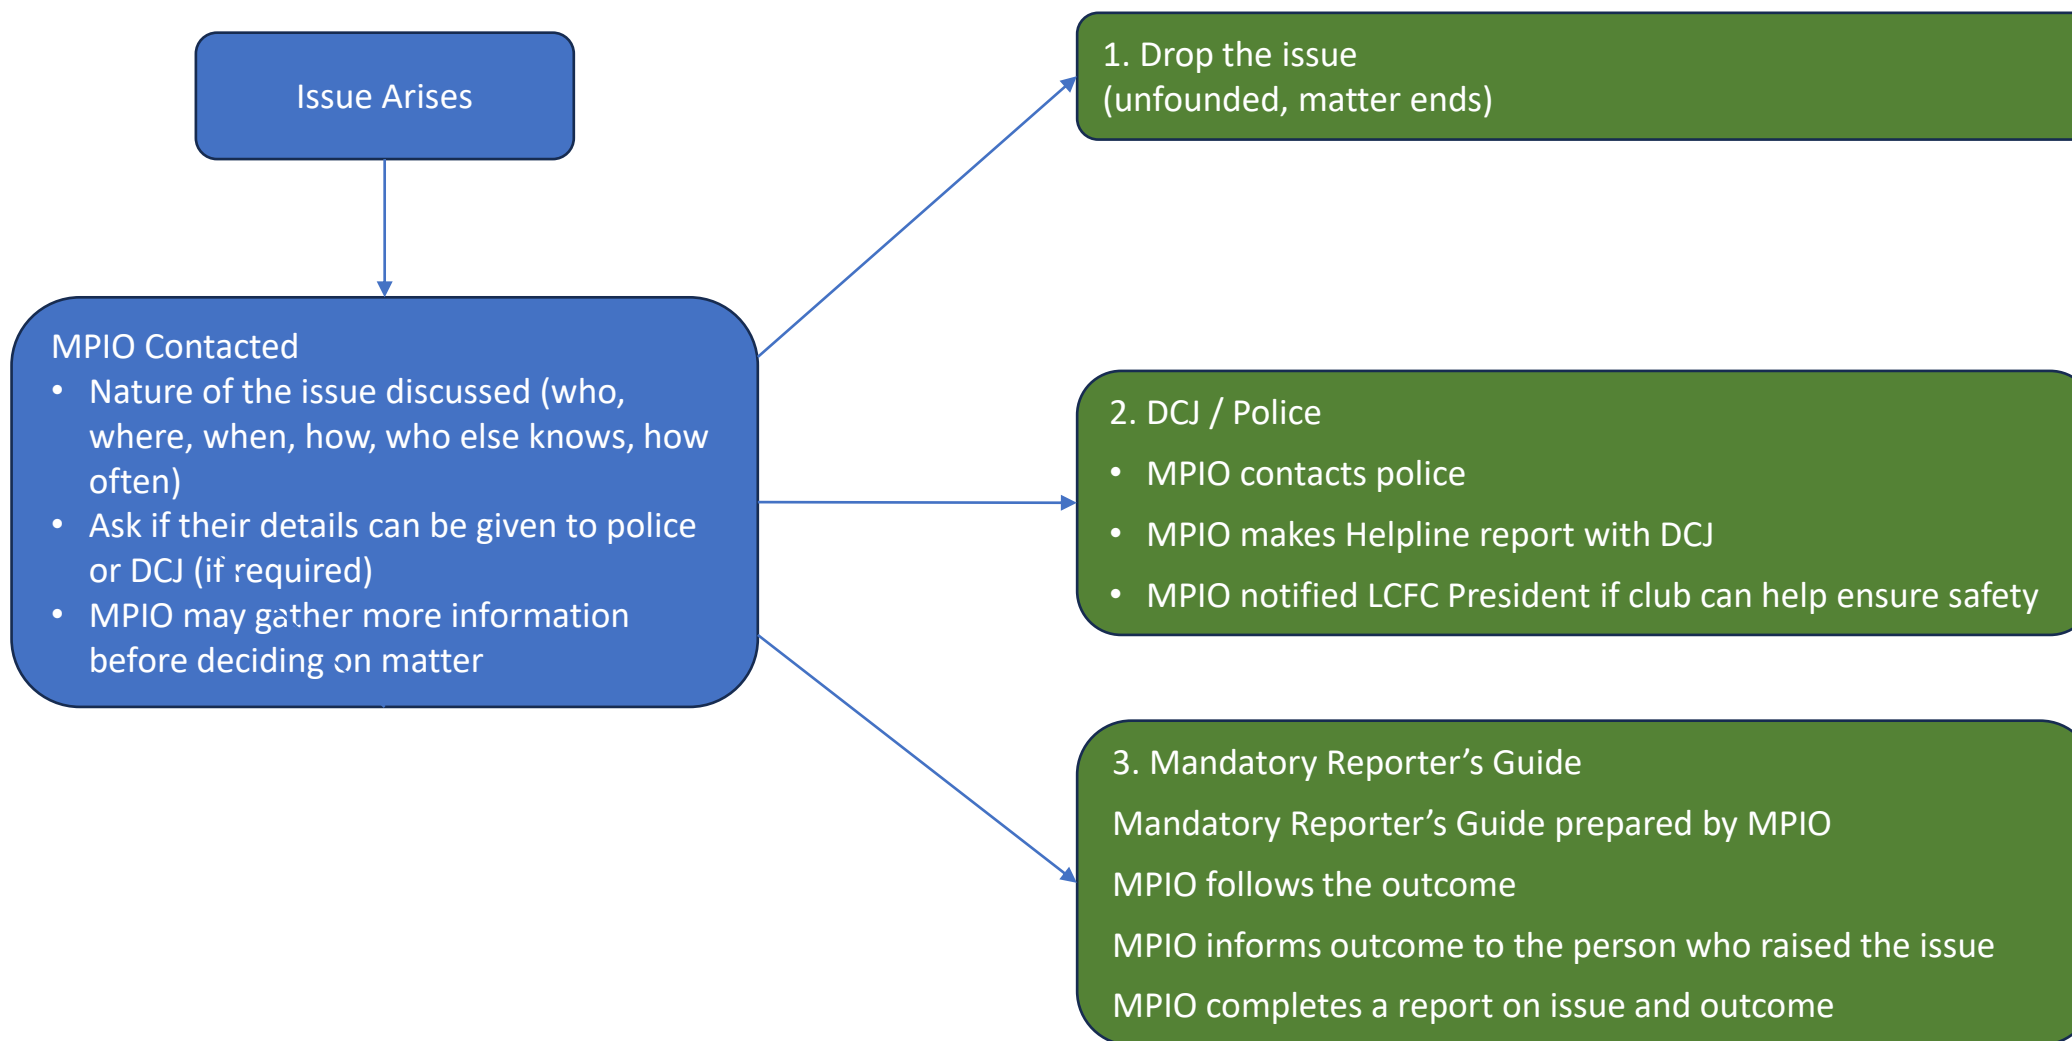 Issue Arises
MPIO Contacted
• Nature of the issue discussed (who,
where, when, how, who else knows, how
often)
• Ask if their details can be given to police
or DCJ (if required)
• MPIO may gather more information
before deciding on matter
1. Drop the issue
(unfounded, matter ends)
2. DCJ / Police
• MPIO contacts police
• MPIO makes Helpline report with DCJ
• MPIO notified LCFC President if club can help ensure safety
3. Mandatory Reporter’s Guide
Mandatory Reporter’s Guide prepared by MPIO
MPIO follows the outcome
MPIO informs outcome to the person who raised the issue
MPIO completes a report on issue and outcome